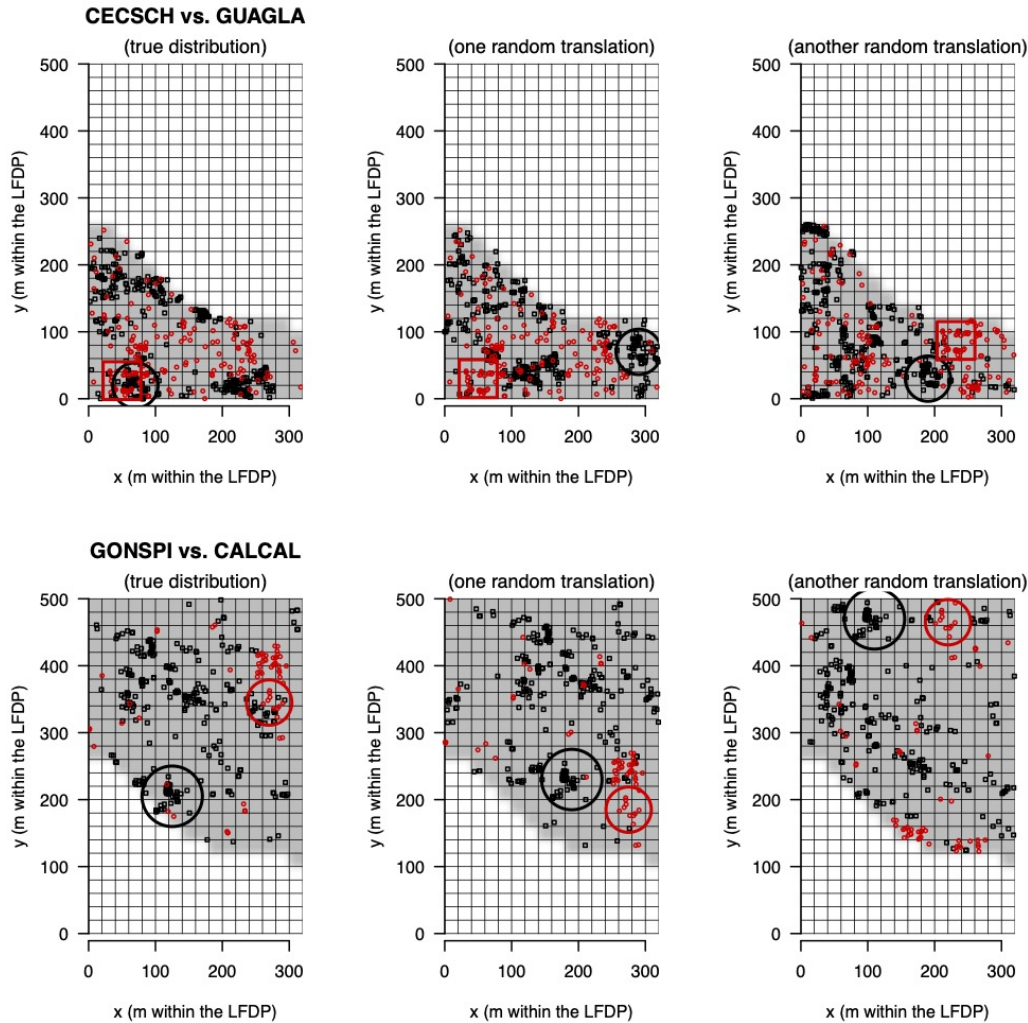 CECSCH vs. GUAGLA
(true distribution)
(one random translation)
(another random translation)
500
400
300
200
100
0
y (m within the LFDP)
0 100 200 300
x (m within the LFDP)
500
400
300
200
100
0
y (m within the LFDP)
0 100 200 300
x (m within the LFDP)
500
400
300
200
100
0
y (m within the LFDP)
0 100 200 300
x (m within the LFDP)
GONSPI vs. CALCAL
(true distribution)
(one random translation)
(another random translation)
500
400
300
200
100
0
y (m within the LFDP)
0 100 200 300
x (m within the LFDP)
500
400
300
200
100
0
y (m within the LFDP)
0 100 200 300
x (m within the LFDP)
500
400
300
200
100
0
y (m within the LFDP)
0 100 200 300
x (m within the LFDP)